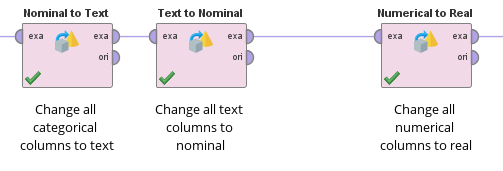 Nominal to Text
exa exa
ori
Change all
categorical
columns to text
Text to Nominal
exa exa
ori
Change all text
columns to
nominal
Numerical to Real
exa exa
ori
Change all
numerical
columns to real